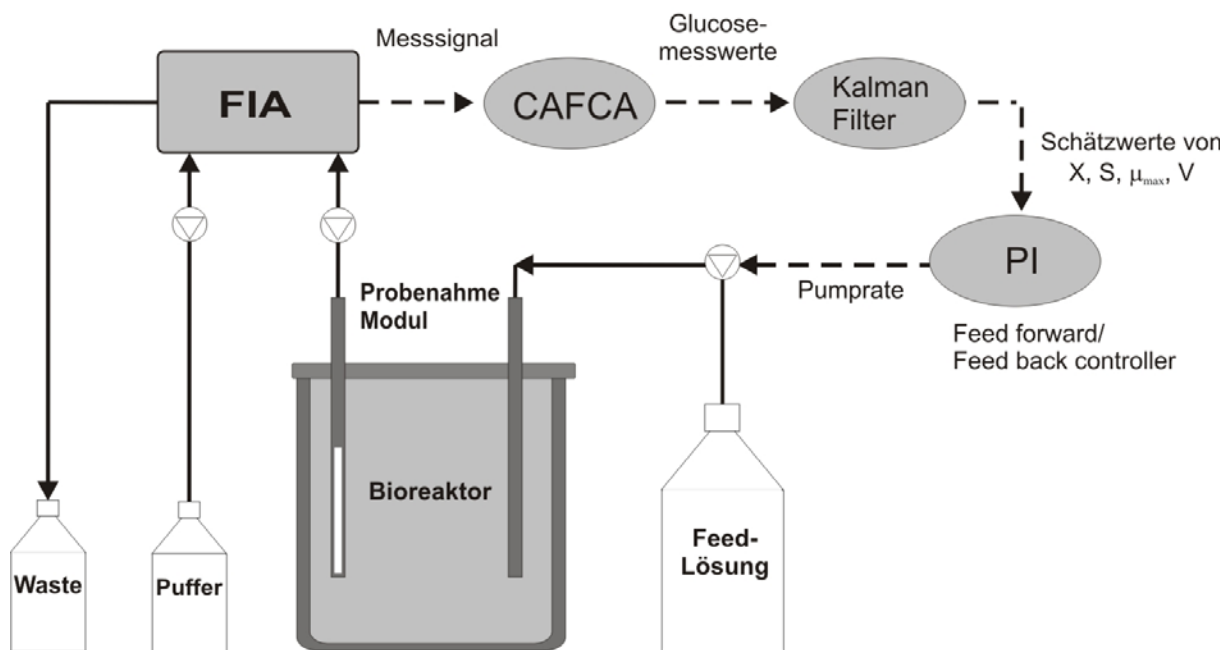 Messsignal
Glucose-
messwerte
FIA
CAFCA
Kalman
Filter
Schätzwerte von
X, S, μmax, V
PI
Pumprate
Feed forward/
Feed back controller
Probenahme
Modul
Bioreaktor
Feed-
Lösung
Waste
Puffer